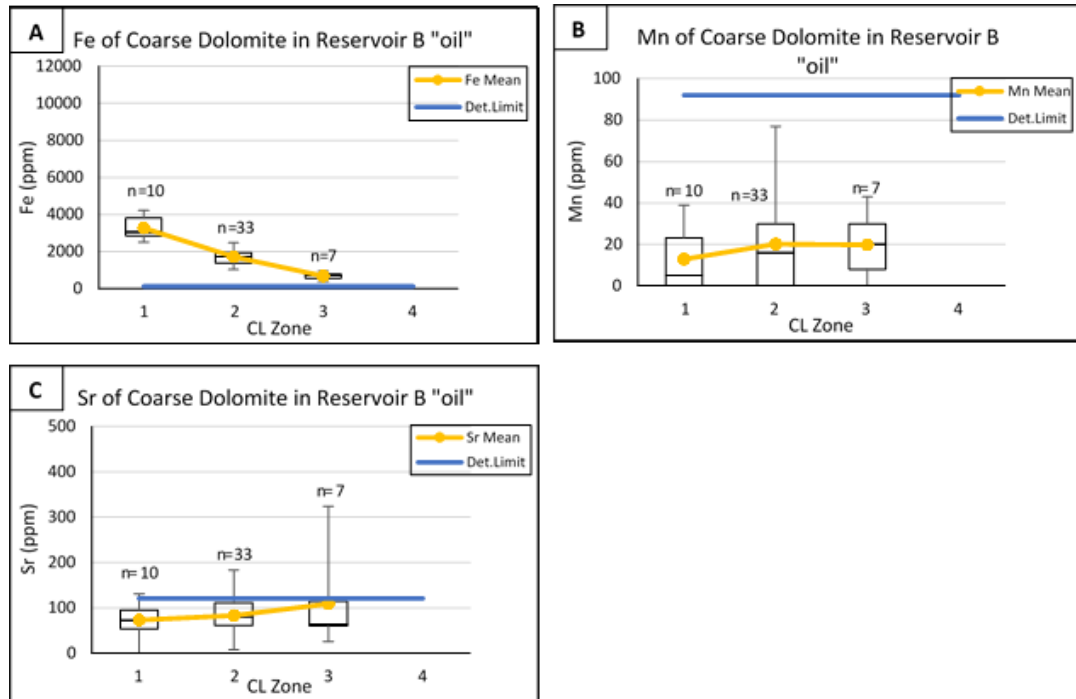 A
Fe of Coarse Dolomite in Reservoir B "oil"
12000
10000
8000
6000
4000
2000
0
Fe (ppm)
Fe Mean
Det.Limit
n=10
n=33
n=7
1 2 3 4
CL Zone
B
Mn of Coarse Dolomite in Reservoir B
"oil"
100
80
60
40
20
0
Mn (ppm)
Mn Mean
Det.Limit
n= 10
n=33
n= 7
1 2 3 4
CL Zone
C
Sr of Coarse Dolomite in Reservoir B "oil"
500
400
300
200
100
0
Sr (ppm)
Sr Mean
Det.Limit
n= 10
n=33
n= 7
1 2 3 4
CL Zone